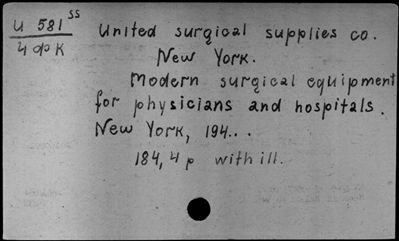 U 581 ss
4 др К
United surgical supplies co.
New York.
Modern surgical equipment
for physicians and hospitals.
New York, 194...
184, 4 p with ill.